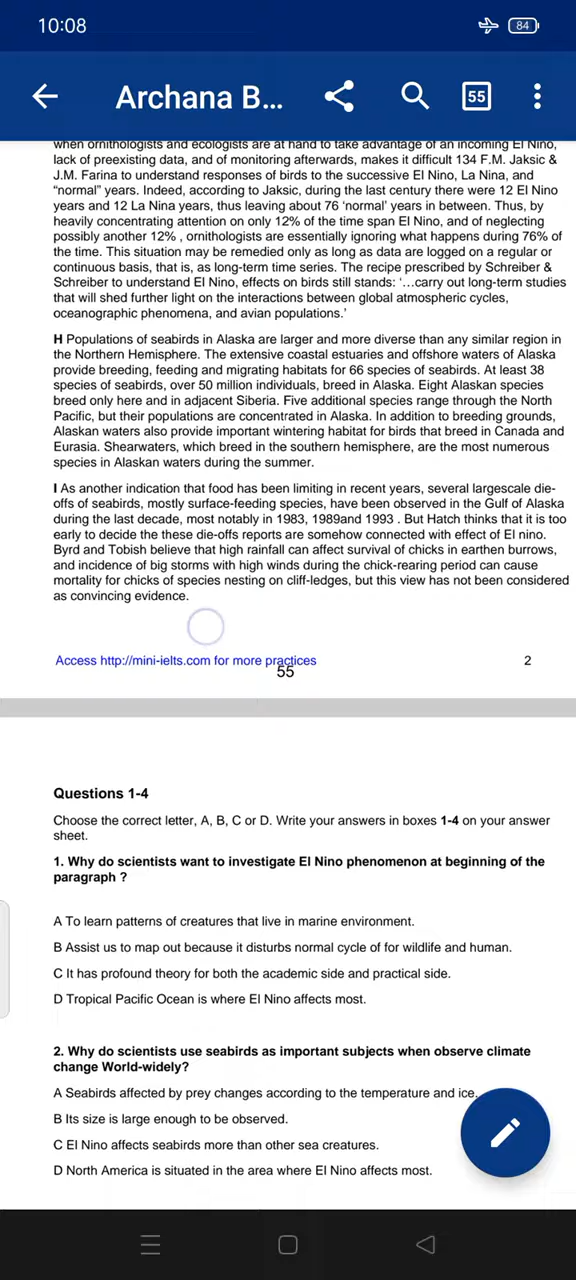 10:08
84
Archana B...
55
when ornithologists and ecologists are at hand to take advantage of an incoming El Nino,
lack of preexisting data, and of monitoring afterwards, makes it difficult 134 F.M. Jaksic &
J.M. Farina to understand responses of birds to the successive El Nino, La Nina, and
“normal” years. Indeed, according to Jaksic, during the last century there were 12 El Nino
years and 12 La Nina years, thus leaving about 76 ‘normal’ years in between. Thus, by
heavily concentrating attention on only 12% of the time span El Nino, and of neglecting
possibly another 12% , ornithologists are essentially ignoring what happens during 76% of
the time. This situation may be remedied only as long as data are logged on a regular or
continuous basis, that is, as long-term time series. The recipe prescribed by Schreiber &
Schreiber to understand El Nino, effects on birds still stands: ‘…carry out long-term studies
that will shed further light on the interactions between global atmospheric cycles,
oceanographic phenomena, and avian populations.’
H Populations of seabirds in Alaska are larger and more diverse than any similar region in
the Northern Hemisphere. The extensive coastal estuaries and offshore waters of Alaska
provide breeding, feeding and migrating habitats for 66 species of seabirds. At least 38
species of seabirds, over 50 million individuals, breed in Alaska. Eight Alaskan species
breed only here and in adjacent Siberia. Five additional species range through the North
Pacific, but their populations are concentrated in Alaska. In addition to breeding grounds,
Alaskan waters also provide important wintering habitat for birds that breed in Canada and
Eurasia. Shearwaters, which breed in the southern hemisphere, are the most numerous
species in Alaskan waters during the summer.
I As another indication that food has been limiting in recent years, several largescale die-
offs of seabirds, mostly surface-feeding species, have been observed in the Gulf of Alaska
during the last decade, most notably in 1983, 1989and 1993 . But Hatch thinks that it is too
early to decide the these die-offs reports are somehow connected with effect of El nino.
Byrd and Tobish believe that high rainfall can affect survival of chicks in earthen burrows,
and incidence of big storms with high winds during the chick-rearing period can cause
mortality for chicks of species nesting on cliff-ledges, but this view has not been considered
as convincing evidence.
Access http://mini-ielts.com for more practices
2
55
Questions 1-4
Choose the correct letter, A, B, C or D. Write your answers in boxes 1-4 on your answer
sheet.
1. Why do scientists want to investigate El Nino phenomenon at beginning of the
paragraph ?
A To learn patterns of creatures that live in marine environment.
B Assist us to map out because it disturbs normal cycle of for wildlife and human.
C It has profound theory for both the academic side and practical side.
D Tropical Pacific Ocean is where El Nino affects most.
2. Why do scientists use seabirds as important subjects when observe climate
change World-widely?
A Seabirds affected by prey changes according to the temperature and ice.
B Its size is large enough to be observed.
C El Nino affects seabirds more than other sea creatures.
D North America is situated in the area where El Nino affects most.